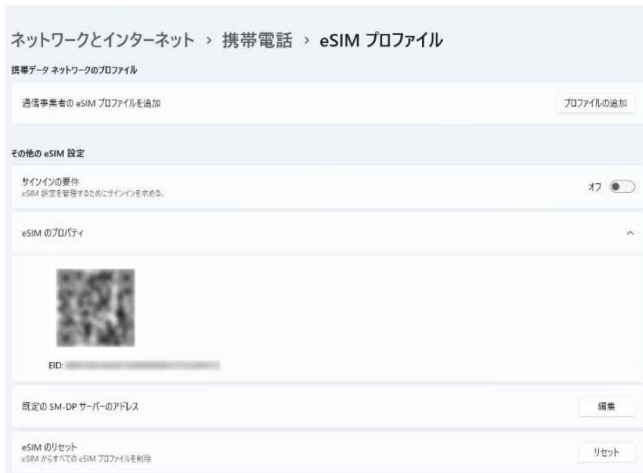 ネットワークとインターネット › 携帯電話 › eSIM プロファイル
携帯データ ネットワークのプロファイル
通信事業者の eSIM プロファイルを追加
プロファイルの追加
その他の eSIM 設定
サインインの要件
eSIM 設定を管理するためにサインインを求める。
オフ
eSIM のプロパティ
EID:
既定の SM-DP サーバーのアドレス
編集
eSIM のリセット
eSIM からすべての eSIM プロファイルを削除
リセット